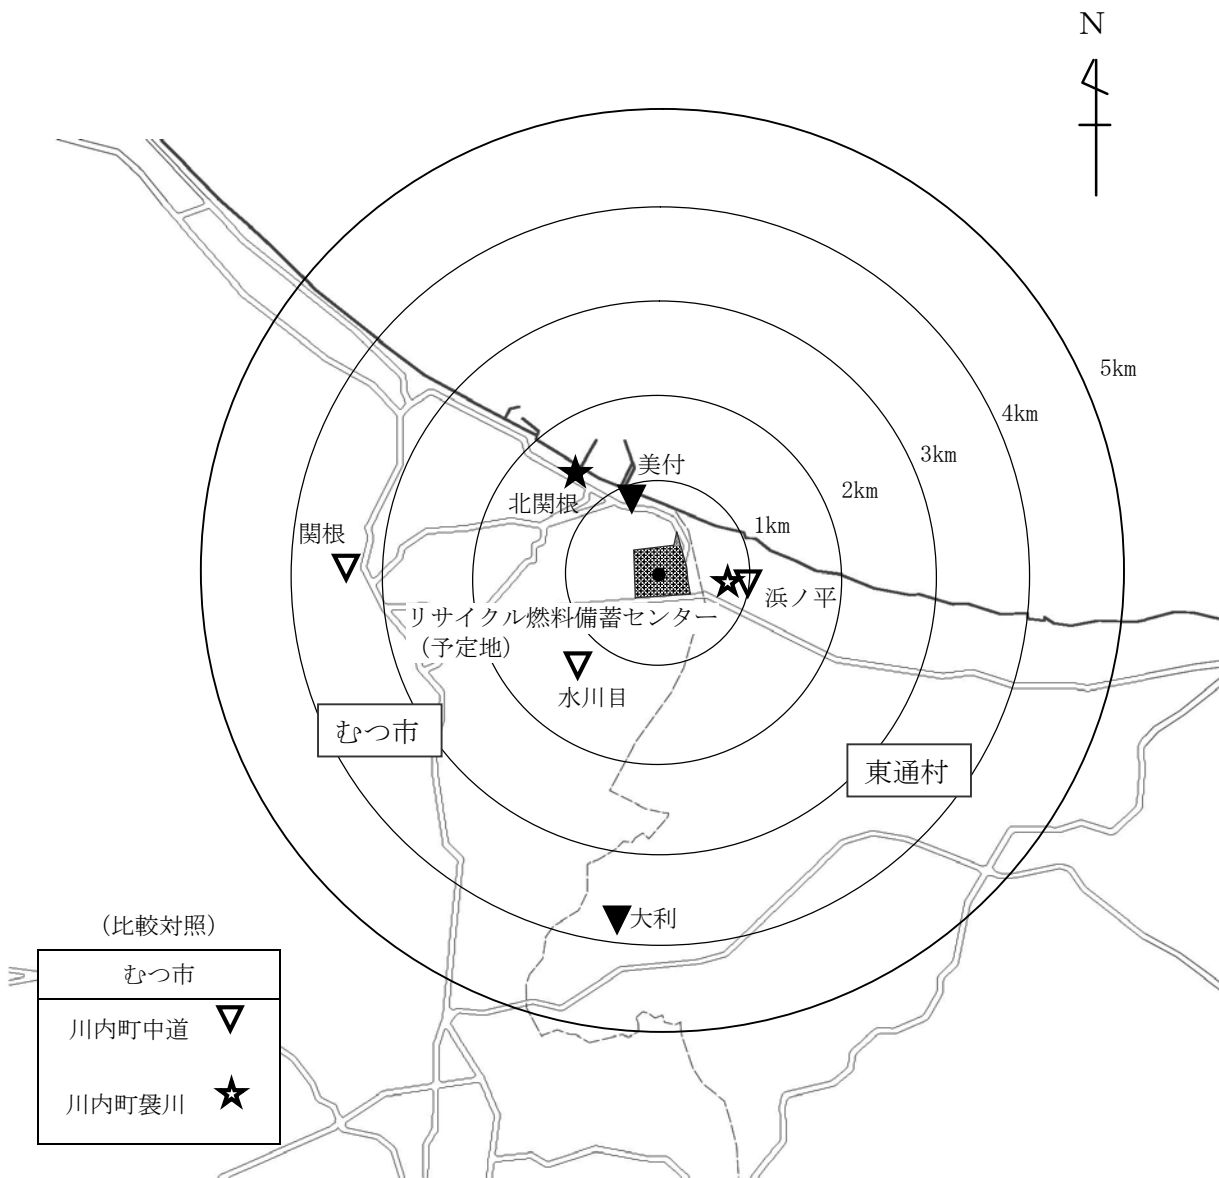 N
5km
4km
3km
2km
1km
美付
北関根
関根
浜ノ平
リサイクル燃料備蓄センター
（予定地）
水川目
むつ市
東通村
大利
（比較対照）
むつ市
川内町中道
川内町袰川